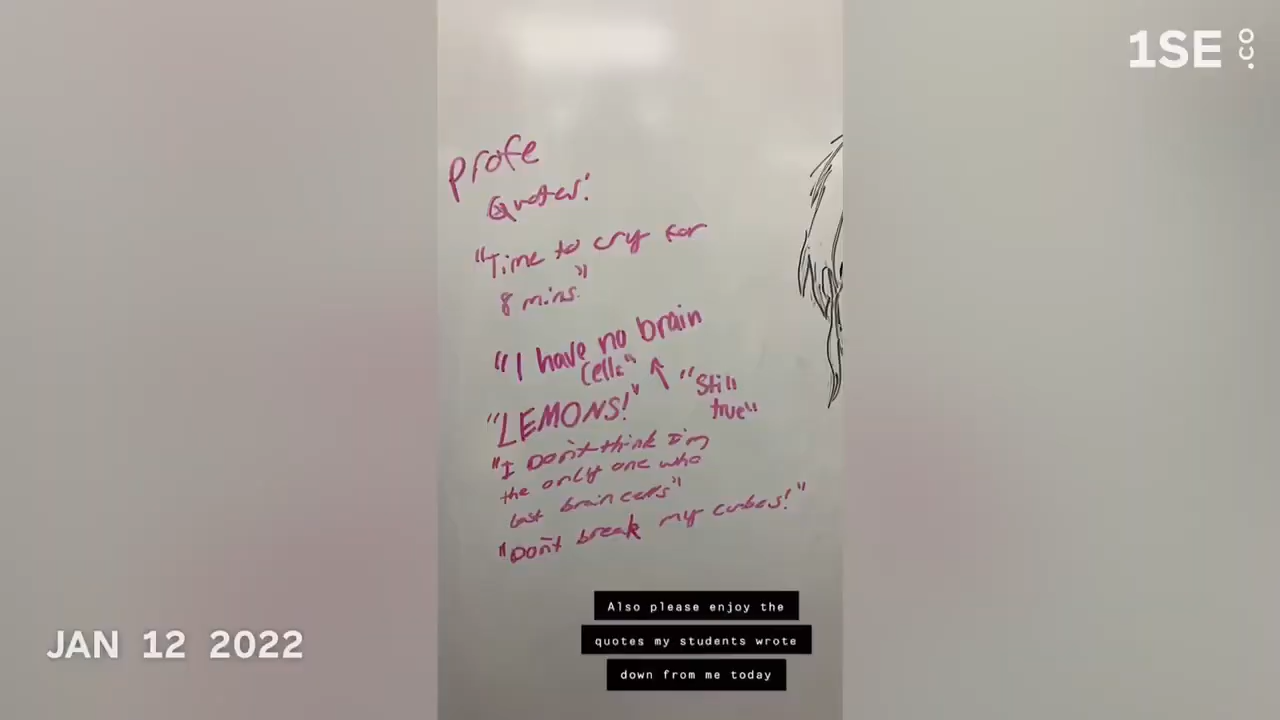 1SE
.CO
profe
Quotes!
"Time to cry for
8 mins."
"I have no brain
cells"
"Still
true"
"LEMONS!"
"I Don't think I'm
the only one who
lost brain cells"
"Don't break my cubes!"
Also please enjoy the
quotes my students wrote
down from me today
JAN 12 2022